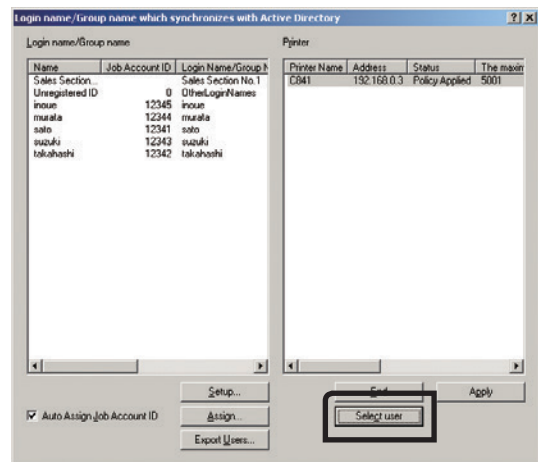 Login name/Group name which synchronizes with Active Directory
Login name/Group name
Printer
Name Job Account ID Login Name/Group N
Sales Section... Sales Section No.1
Unregistered ID 0 OtherLoginNames
inoue 12345 inoue
murata 12344 murata
sato 12341 sato
suzuki 12343 suzuki
takahashi 12342 takahashi
Printer Name Address Status The maxim
C841 192.168.0.3 Policy Applied 5001
Setup...
End
Apply
Auto Assign Job Account ID
Assign...
Select user
Export Users...